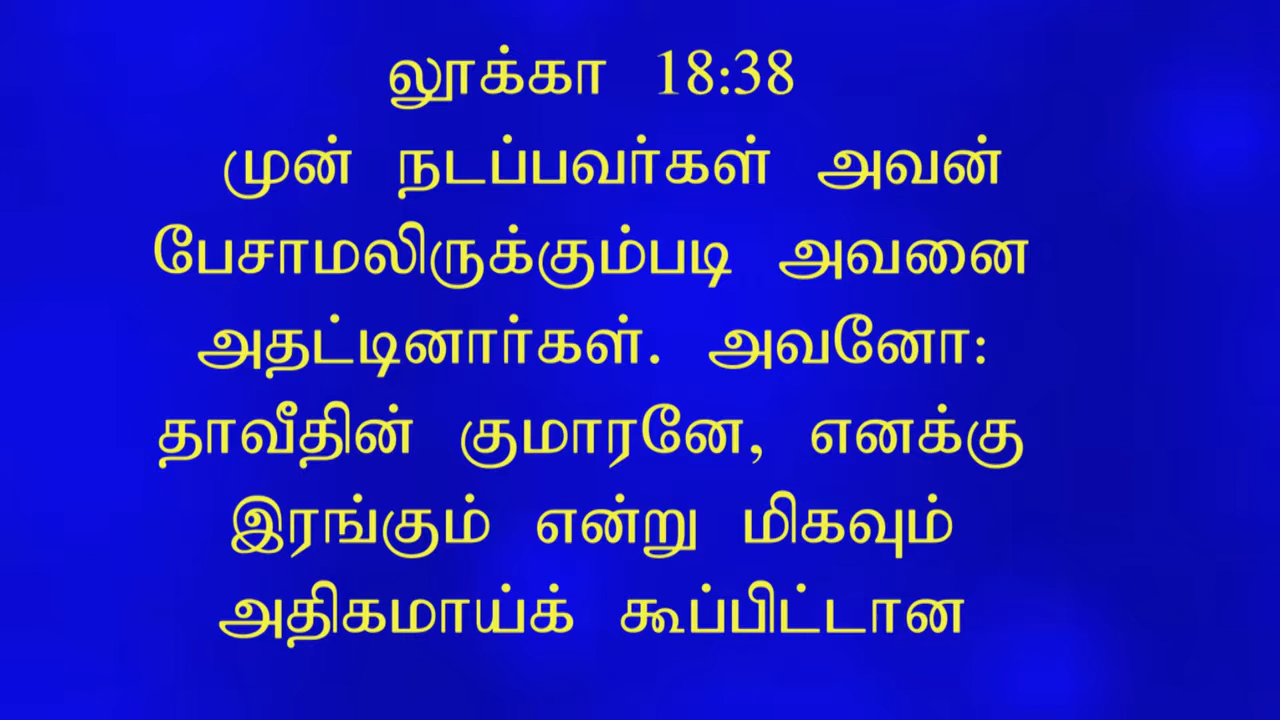 லூக்கா 18:38
முன் நடப்பவர்கள் அவன்
பேசாமலிருக்கும்படி அவனை
அதட்டினார்கள். அவனோ:
தாவீதின் குமாரனே, எனக்கு
இரங்கும் என்று மிகவும்
அதிகமாய்க் கூப்பிட்டான